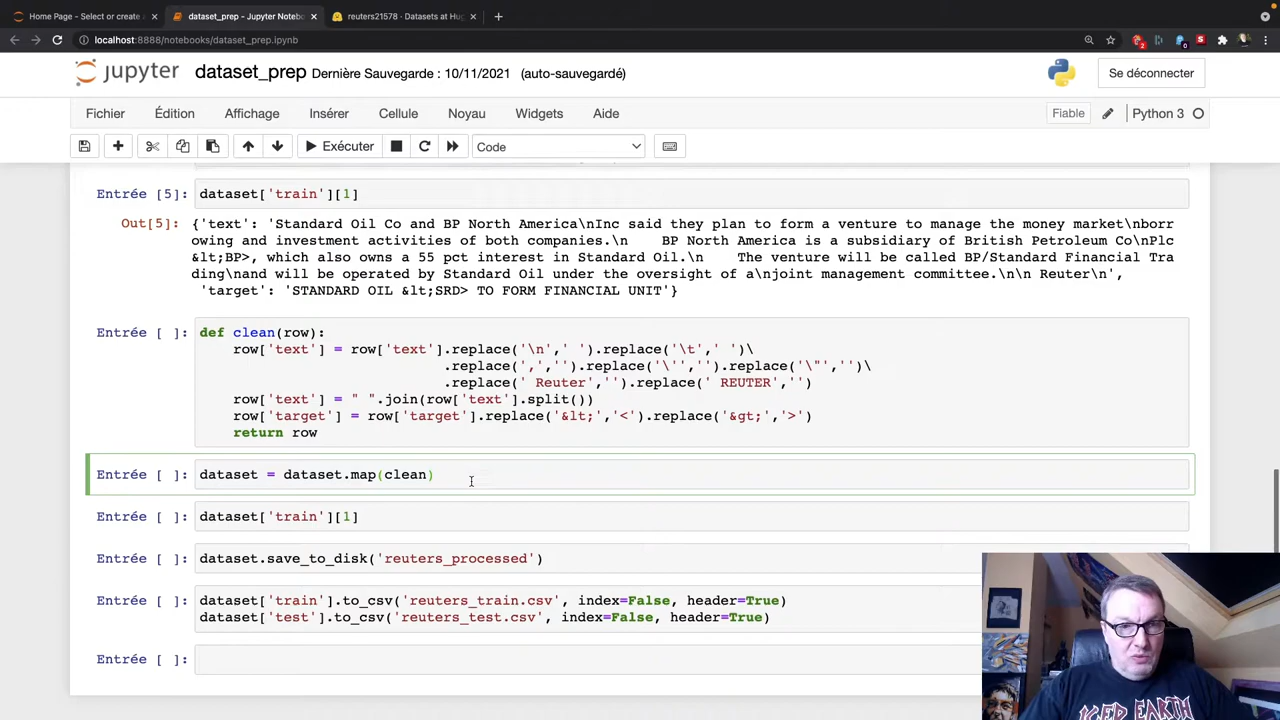 Home Page - Select or create a
dataset_prep - Jupyter Notebo
reuters21578 · Datasets at Hug
localhost:8888/notebooks/dataset_prep.ipynb
jupyter dataset_prep Dernière Sauvegarde : 10/11/2021 (auto-sauvegardé)
Se déconnecter
Fichier Édition Affichage Insérer Cellule Noyau Widgets Aide
Fiable
Python 3
Exécuter
Code
Entrée [5]: dataset['train'][1]
Out[5]: {'text': 'Standard Oil Co and BP North America\nInc said they plan to form a venture to manage the money market\nborr
owing and investment activities of both companies.\n    BP North America is a subsidiary of British Petroleum Co\nPlc
&lt;BP>, which also owns a 55 pct interest in Standard Oil.\n    The venture will be called BP/Standard Financial Tra
ding\nand will be operated by Standard Oil under the oversight of a\njoint management committee.\n\n Reuter\n',
'target': 'STANDARD OIL &lt;SRD> TO FORM FINANCIAL UNIT'}
Entrée [ ]: def clean(row):
row['text'] = row['text'].replace('\n',' ').replace('\t',' ')\
.replace(',','').replace('\'','').replace('\"','')\
.replace(' Reuter','').replace(' REUTER','')
row['text'] = " ".join(row['text'].split())
row['target'] = row['target'].replace('&lt;','<').replace('&gt;','>')
return row
Entrée [ ]: dataset = dataset.map(clean)
Entrée [ ]: dataset['train'][1]
Entrée [ ]: dataset.save_to_disk('reuters_processed')
Entrée [ ]: dataset['train'].to_csv('reuters_train.csv', index=False, header=True)
dataset['test'].to_csv('reuters_test.csv', index=False, header=True)
Entrée [ ]:
ICED EARTH